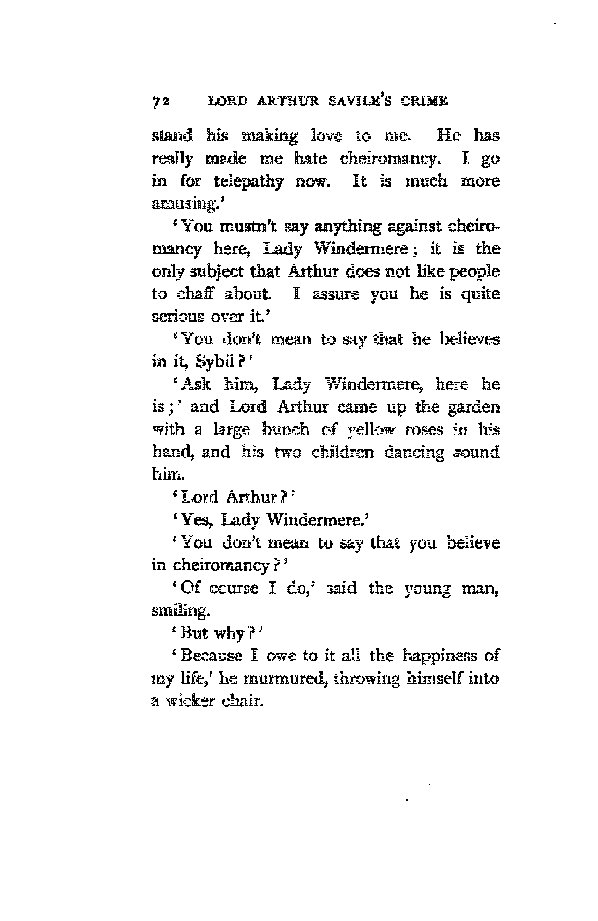 72 LORD ARTHUR SAVILE'S CRIME
stand his making love to me. He has
really made me hate cheiromancy. I go
in for telepathy now. It is much more
amusing.'
'You mustn't say anything against cheiro-
mancy here, Lady Windermere; it is the
only subject that Arthur does not like people
to chaff about. I assure you he is quite
serious over it.'
'You don't mean to say that he believes
in it, Sybil?'
'Ask him, Lady Windermere, here he
is;' and Lord Arthur came up the garden
with a large bunch of yellow roses in his
hand, and his two children dancing round
him.
'Lord Arthur?'
'Yes, Lady Windermere.'
'You don't mean to say that you believe
in cheiromancy?'
'Of course I do,' said the young man,
smiling.
'But why?'
'Because I owe to it all the happiness of
my life,' he murmured, throwing himself into
a wicker chair.